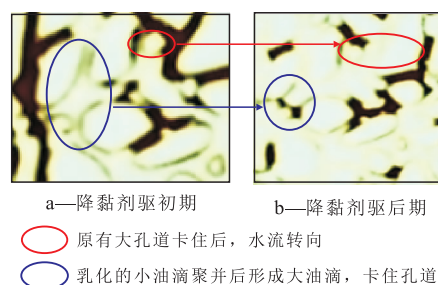 a—降黏剂驱初期
b—降黏剂驱后期
原有大孔道卡住后，水流转向
乳化的小油滴聚并后形成大油滴，卡住孔道